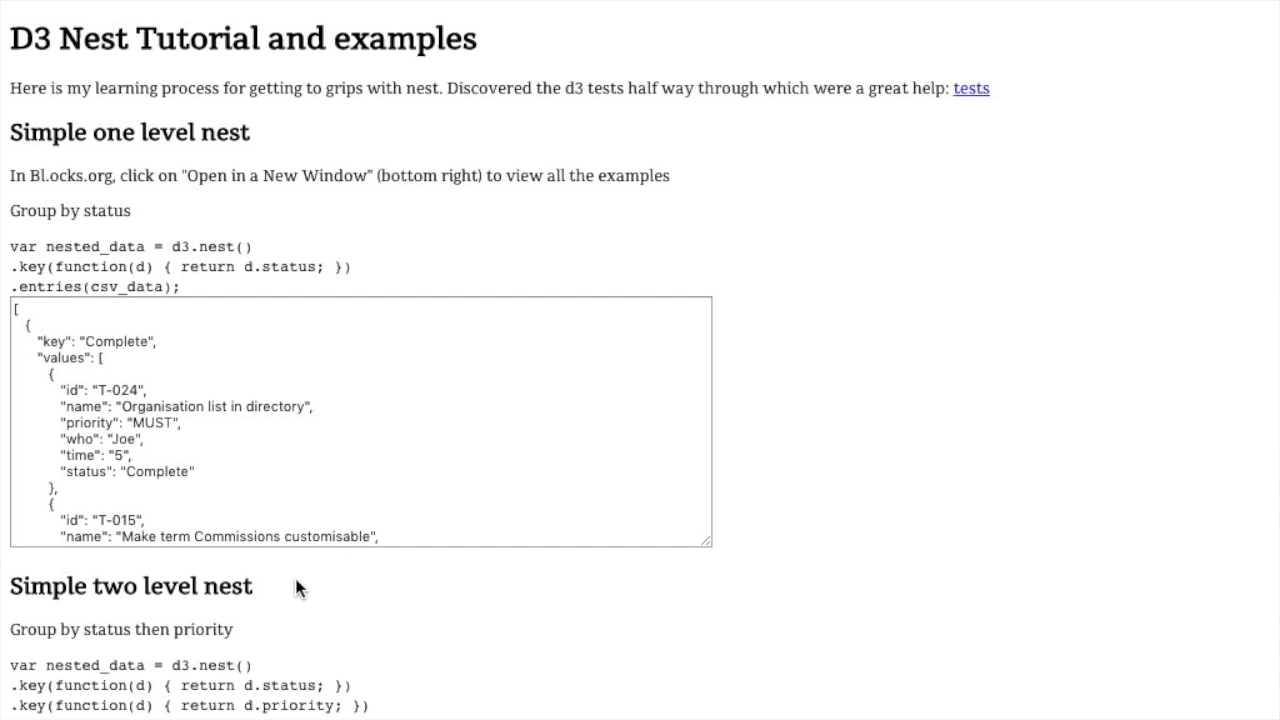 D3 Nest Tutorial and examples
Here is my learning process for getting to grips with nest. Discovered the d3 tests half way through which were a great help: tests
Simple one level nest
In Bl.ocks.org, click on "Open in a New Window" (bottom right) to view all the examples
Group by status
var nested_data = d3.nest()
.key(function(d) { return d.status; })
.entries(csv_data);
[
{
"key": "Complete",
"values": [
{
"id": "T-024",
"name": "Organisation list in directory",
"priority": "MUST",
"who": "Joe",
"time": "5",
"status": "Complete"
},
{
"id": "T-015",
"name": "Make term Commissions customisable",
Simple two level nest
Group by status then priority
var nested_data = d3.nest()
.key(function(d) { return d.status; })
.key(function(d) { return d.priority; })